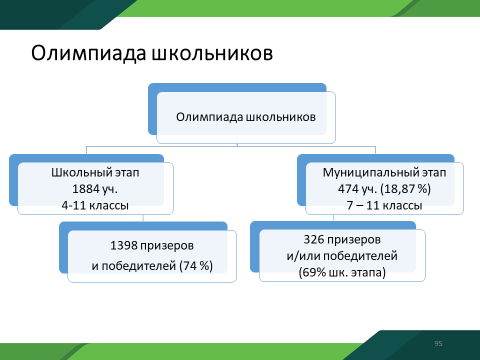 Олимпиада школьников
Олимпиада школьников
Школьный этап
1884 уч.
4-11 классы
Муниципальный этап
474 уч. (18,87 %)
7 – 11 классы
1398 призеров
и победителей (74 %)
326 призеров
и/или победителей
(69% шк. этапа)
95